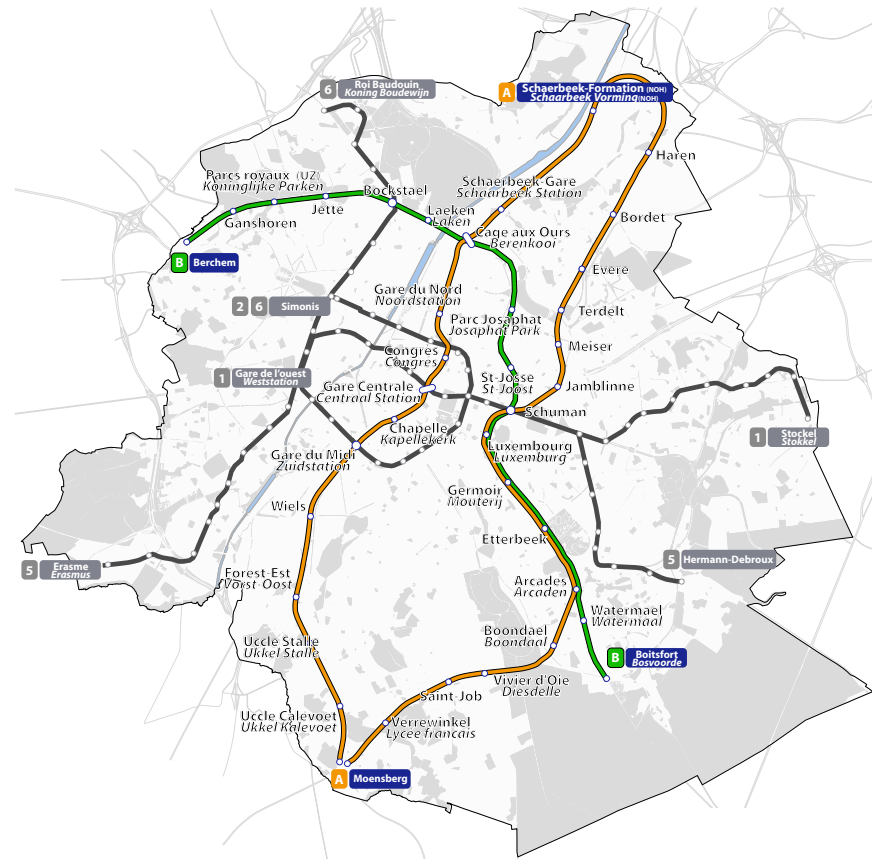 6 Roi Baudouin
Koning Boudewijn
A Schaerbeek-Formation (NOH)
Schaarbeek Vorming(NOH)
Haren
Parcs royaux (UZ)
Koninglijke Parken
Bockstael
Schaerbeek-Gare
Schaarbeek Station
Jette
Laeken
Laken
Bordet
Ganshoren
Cage aux Ours
Berenkooi
B Berchem
Evere
Gare du Nord
Noordstation
2 6 Simonis
Terdelt
Parc Josaphat
Josaphat Park
Meiser
Congres
Congres
1 Gare de l'ouest
Weststation
St-Josse
St-Joost
Jamblinne
Gare Centrale
Centraal Station
Schuman
Chapelle
Kapellekerk
1 Stockel
Stokkel
Luxembourg
Luxemburg
Gare du Midi
Zuidstation
Germoir
Mouterij
Wiels
Etterbeek
5 Erasme
Erasmus
5 Hermann-Debroux
Forest-Est
Vorst-Oost
Arcades
Arcaden
Watermael
Watermaal
Boondael
Boondaal
Uccle Stalle
Ukkel Stalle
B Boitsfort
Bosvoorde
Vivier d'Oie
Diesdelle
Saint-Job
Uccle Calevoet
Ukkel Kalevoet
Verrewinkel
Lycee francais
A Moensberg